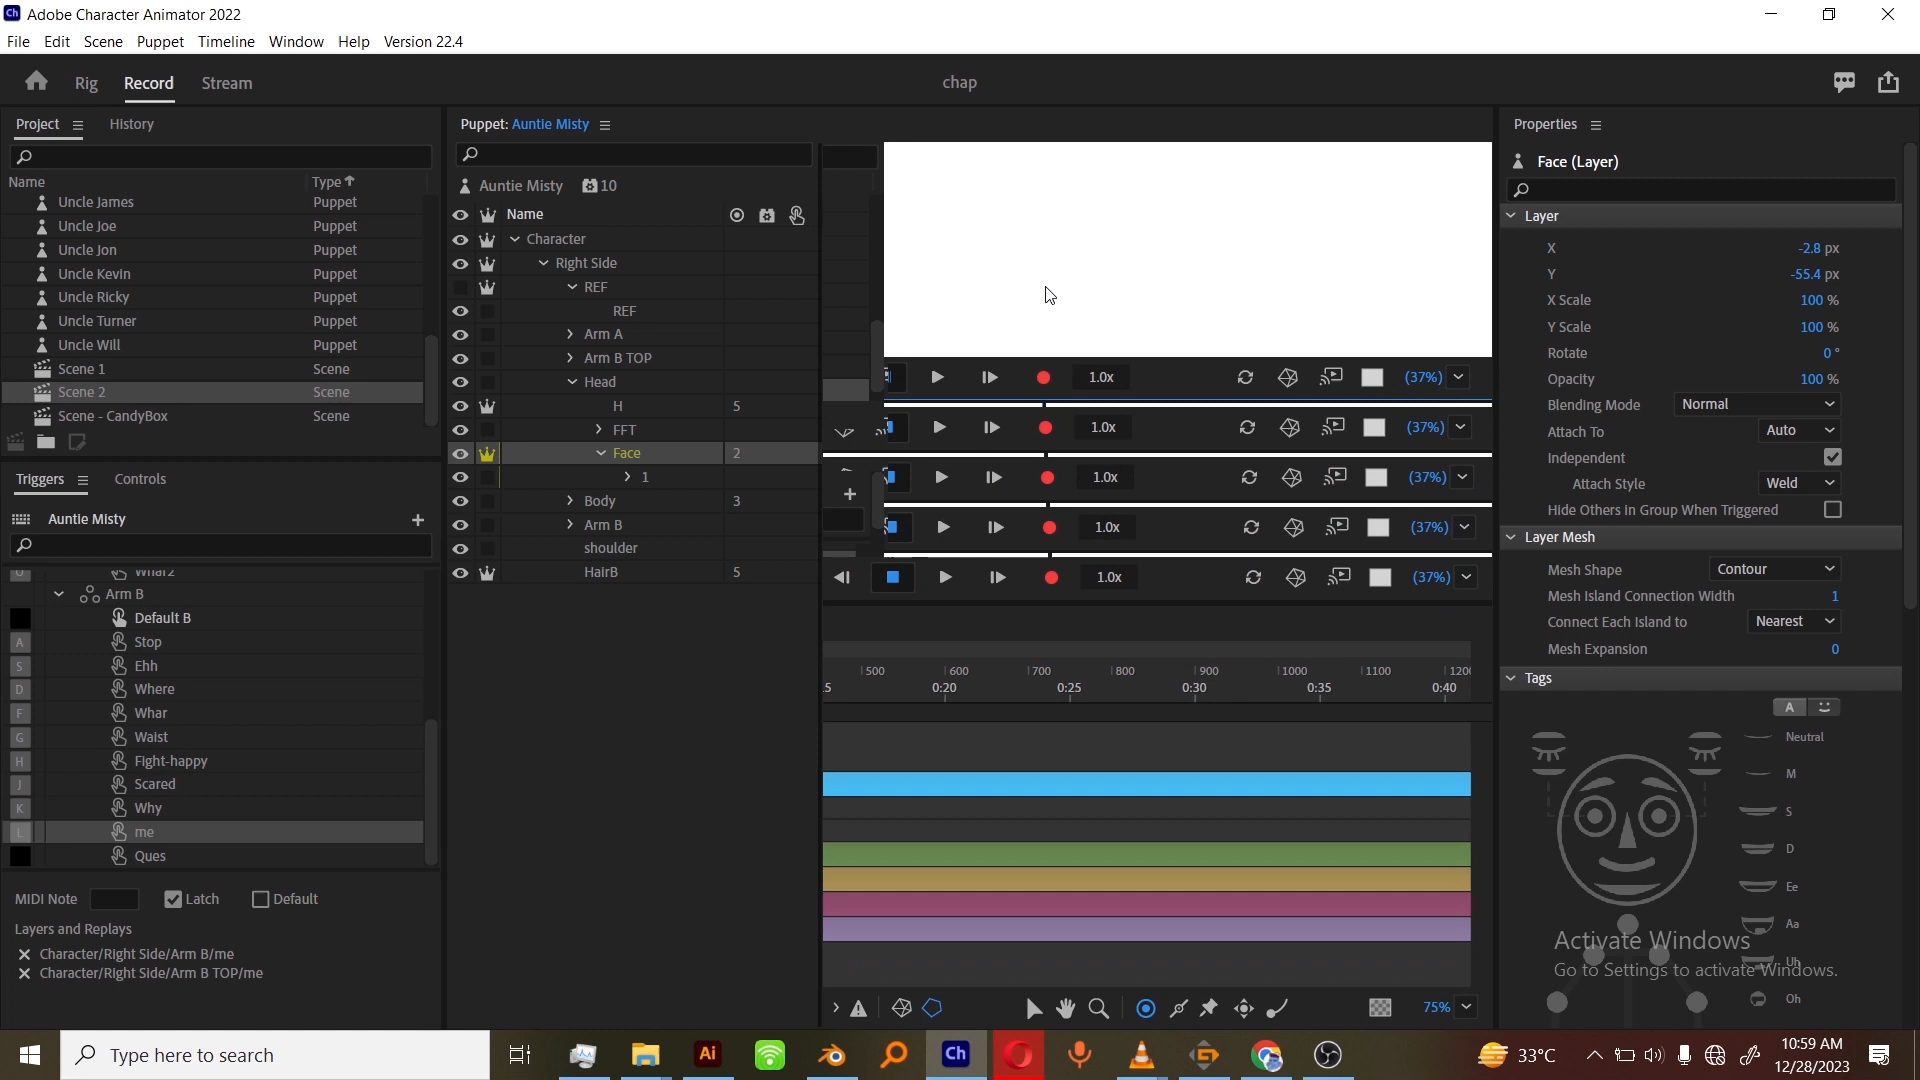 Ch Adobe Character Animator 2022
File Edit Scene Puppet Timeline Window Help Version 22.4
Rig Record Stream
chap
Project History
Name Type
Uncle James Puppet
Uncle Joe Puppet
Uncle Jon Puppet
Uncle Kevin Puppet
Uncle Ricky Puppet
Uncle Turner Puppet
Uncle Will Puppet
Scene 1 Scene
Scene 2 Scene
Scene - CandyBox Scene
Triggers Controls
Auntie Misty
Arm B
Default B
A Stop
S Ehh
D Where
F Whar
G Waist
H Fight-happy
J Scared
K Why
L me
Ques
MIDI Note Latch Default
Layers and Replays
Character/Right Side/Arm B/me
Character/Right Side/Arm B TOP/me
Puppet: Auntie Misty
Auntie Misty 10
Name
Character
Right Side
REF
REF
Arm A
Arm B TOP
Head
H 5
FFT
Face 2
1
Body 3
Arm B
shoulder
HairB 5
1.0x (37%)
1.0x (37%)
1.0x (37%)
1.0x (37%)
1.0x (37%)
500 600 700 800 900 1000 1100 1200
0:20 0:25 0:30 0:35 0:40
75%
Properties
Face (Layer)
Layer
X -2.8 px
Y -55.4 px
X Scale 100 %
Y Scale 100 %
Rotate 0 °
Opacity 100 %
Blending Mode Normal
Attach To Auto
Independent
Attach Style Weld
Hide Others in Group When Triggered
Layer Mesh
Mesh Shape Contour
Mesh Island Connection Width 1
Connect Each Island to Nearest
Mesh Expansion 0
Tags
A
Neutral
M
S
D
Ee
Aa
Uh
Oh
Activate Windows
Go to Settings to activate Windows.
Type here to search
Ai
Ch
33°C
10:59 AM
12/28/2023